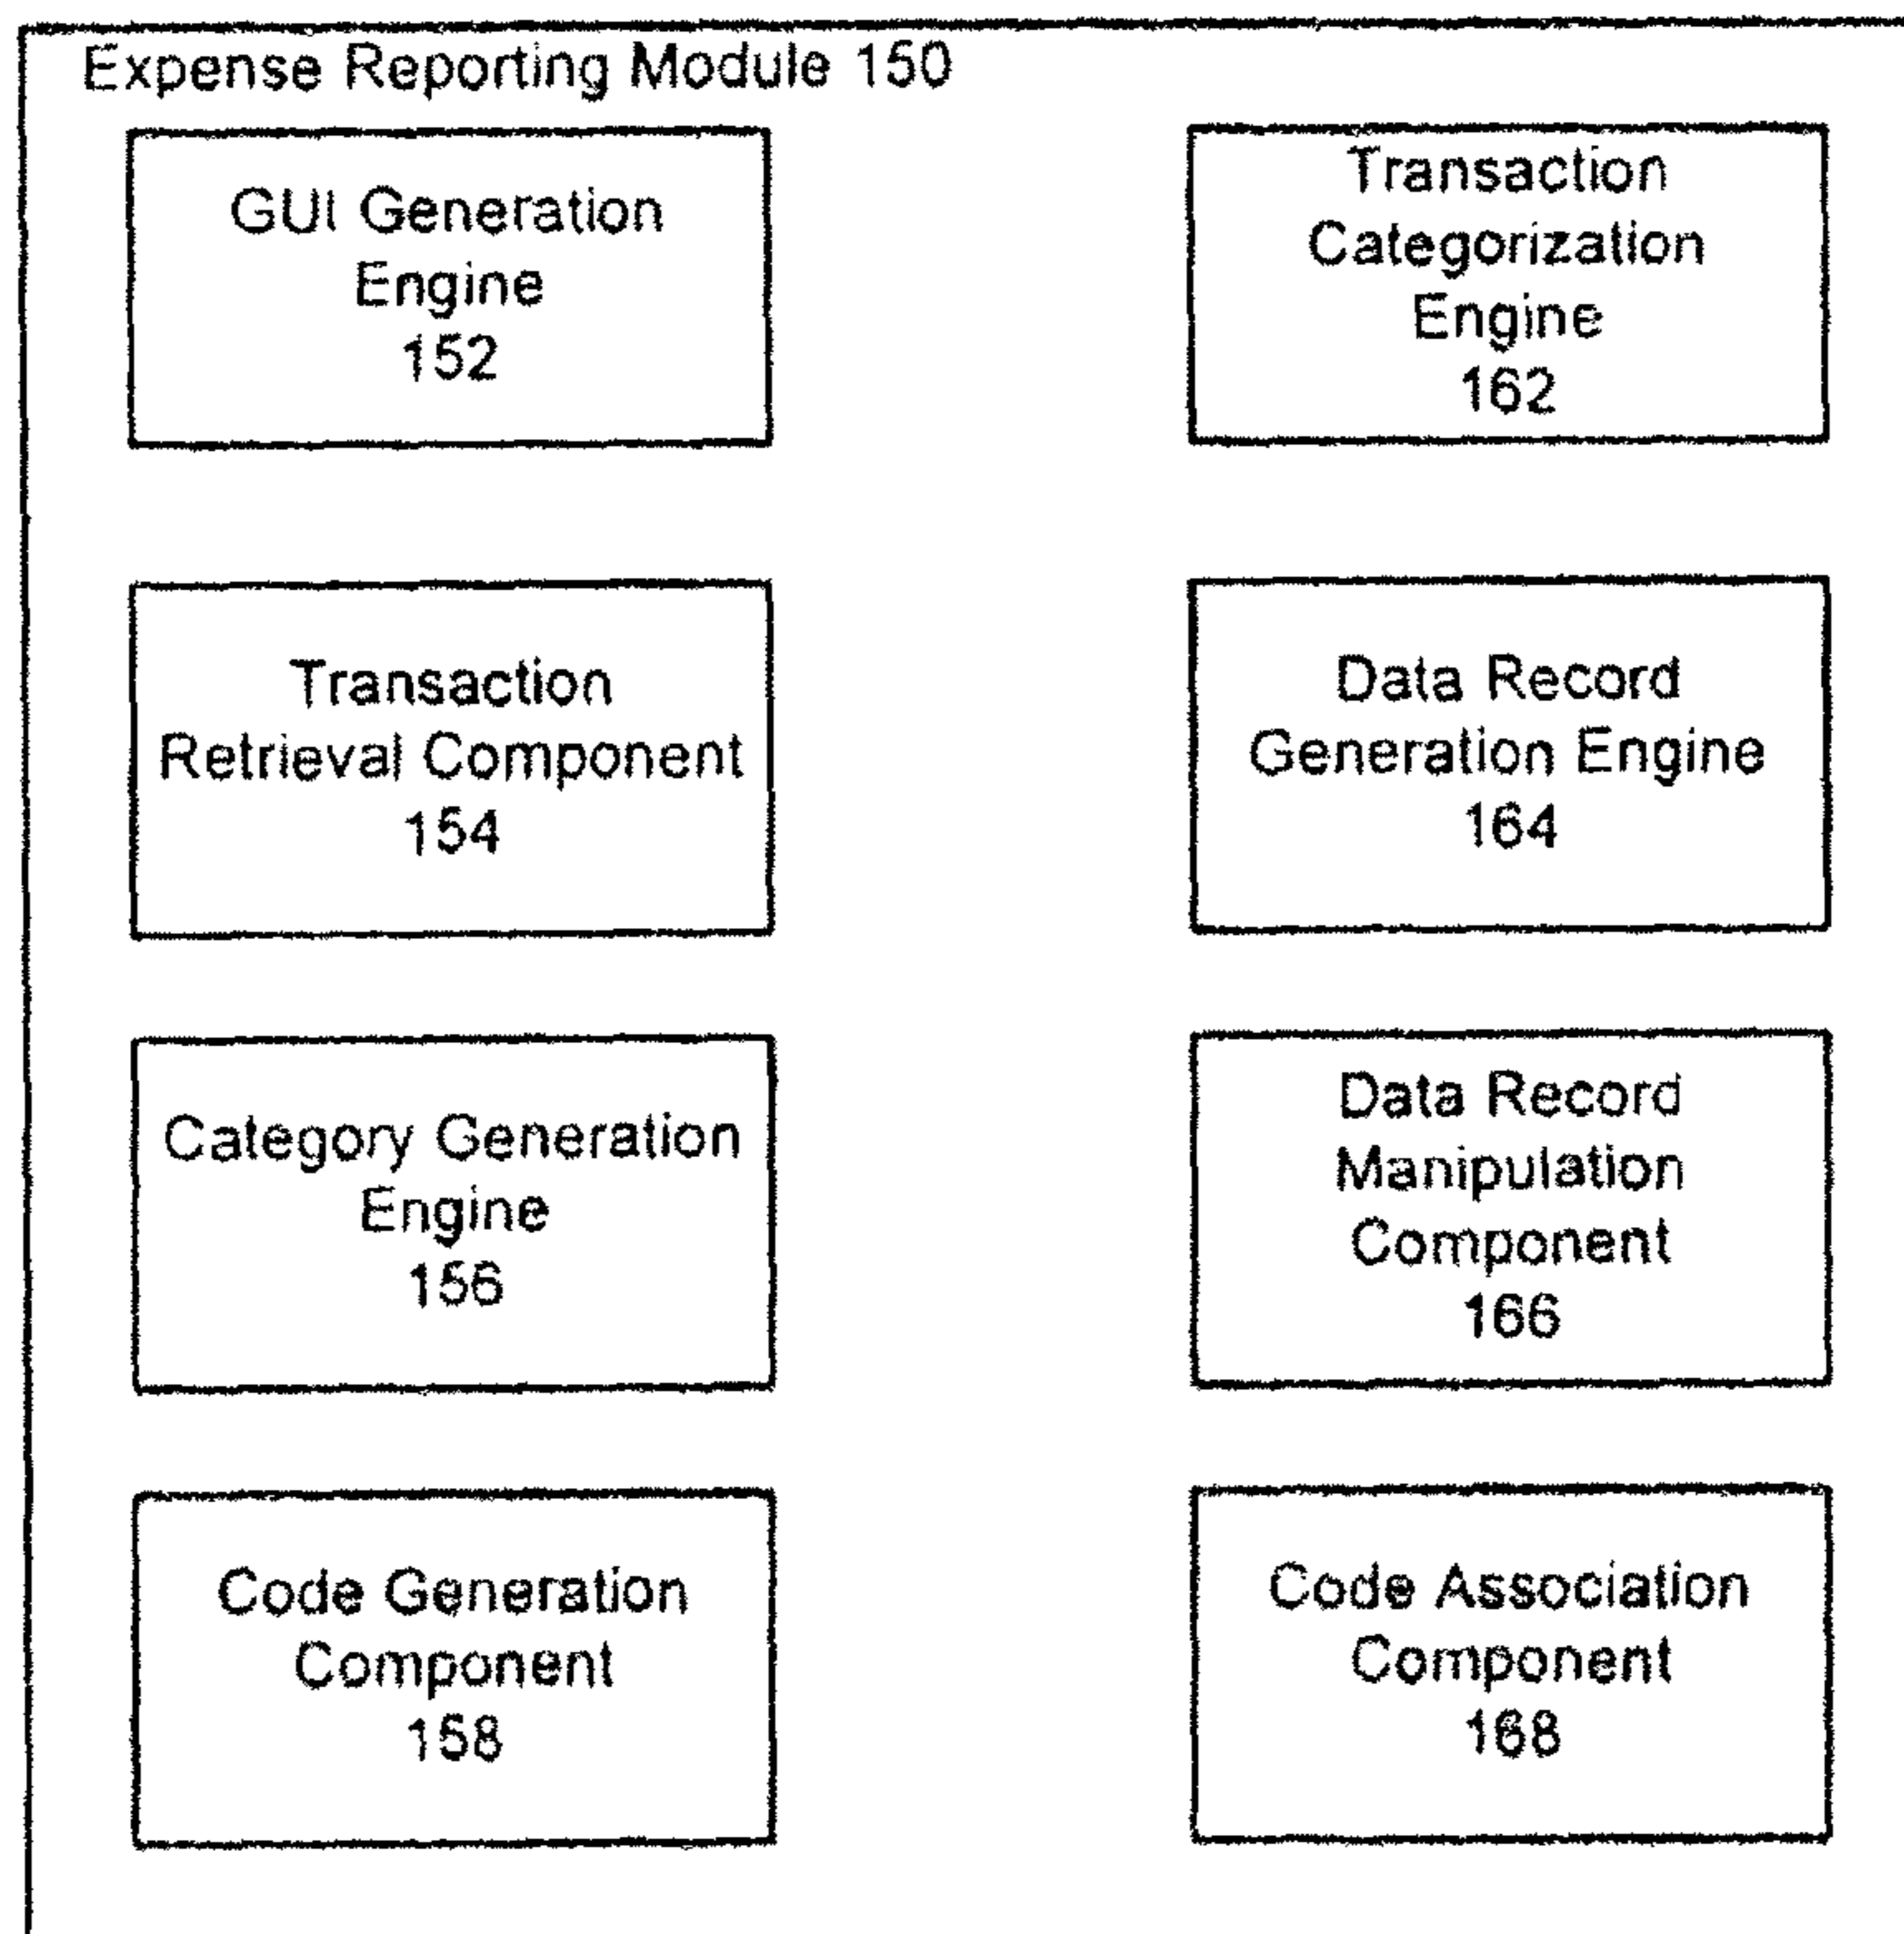 Expense Reporting Module 150
GUI Generation
Engine
152
Transaction
Categorization
Engine
162
Transaction
Retrieval Component
154
Data Record
Generation Engine
164
Category Generation
Engine
156
Data Record
Manipulation
Component
166
Code Generation
Component
158
Code Association
Component
168